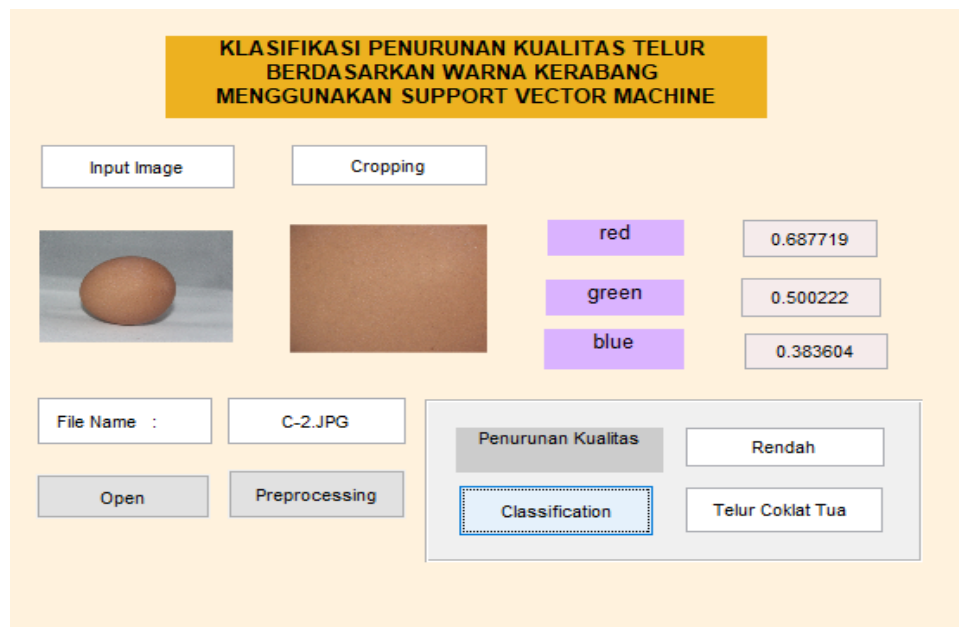 KLASIFIKASI PENURUNAN KUALITAS TELUR
BERDASARKAN WARNA KERABANG
MENGGUNAKAN SUPPORT VECTOR MACHINE
Input Image
Cropping
red
0.687719
green
0.500222
blue
0.383604
File Name :
C-2.JPG
Penurunan Kualitas
Rendah
Open
Preprocessing
Classification
Telur Coklat Tua